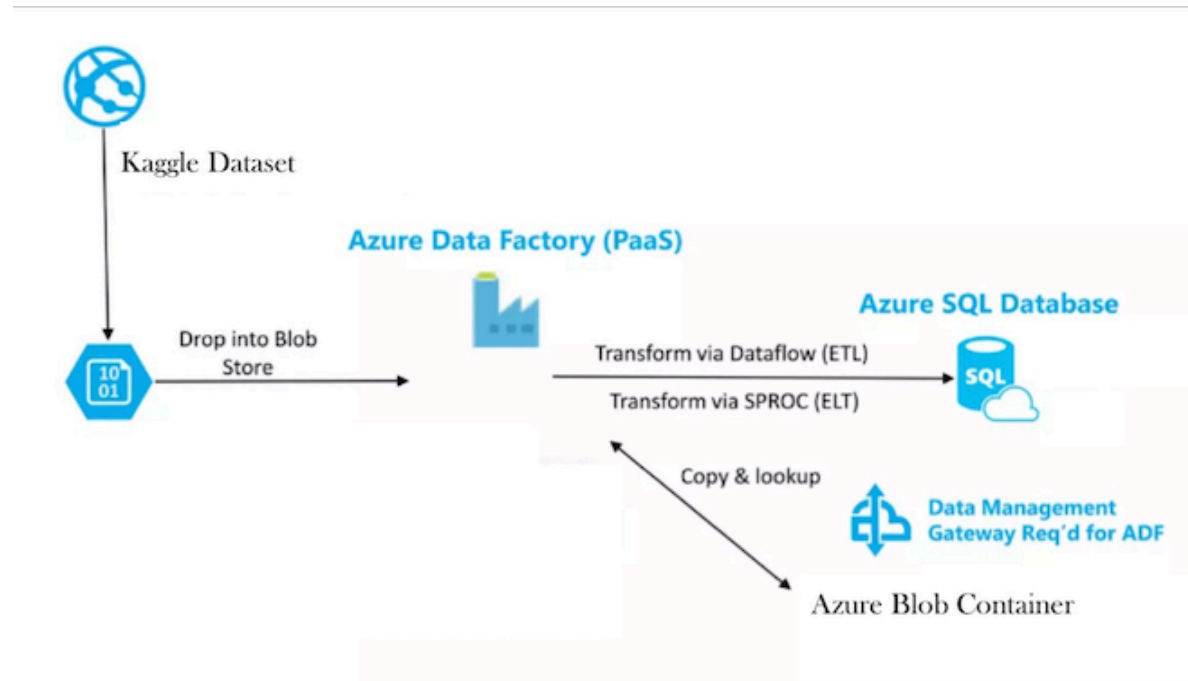 Kaggle Dataset
Azure Data Factory (PaaS)
Azure SQL Database
Drop into Blob
Store
10
01
Transform via Dataflow (ETL)
SQL
Transform via SPROC (ELT)
Copy & lookup
Data Management
Gateway Req'd for ADF
Azure Blob Container